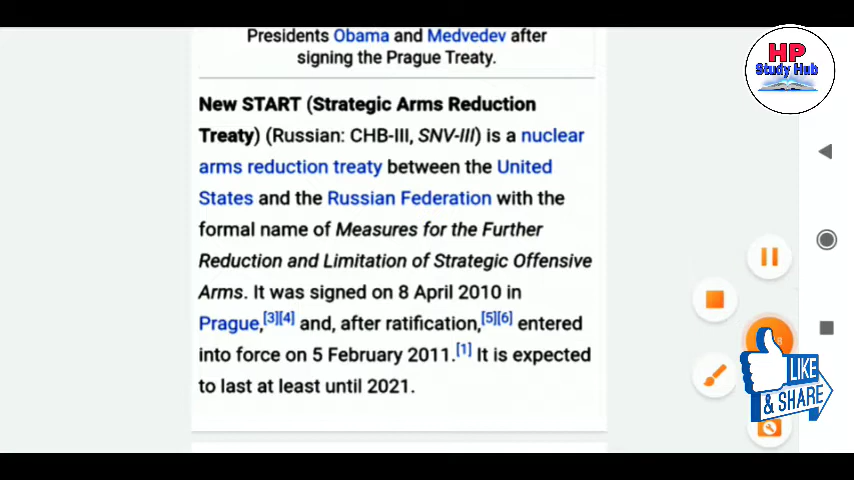 Presidents Obama and Medvedev after
signing the Prague Treaty.
New START (Strategic Arms Reduction
Treaty) (Russian: СНВ-III, SNV-III) is a nuclear
arms reduction treaty between the United
States and the Russian Federation with the
formal name of Measures for the Further
Reduction and Limitation of Strategic Offensive
Arms. It was signed on 8 April 2010 in
Prague,[3][4] and, after ratification,[5][6] entered
into force on 5 February 2011.[1] It is expected
to last at least until 2021.
HP
Study Hub
LIKE
& SHARE